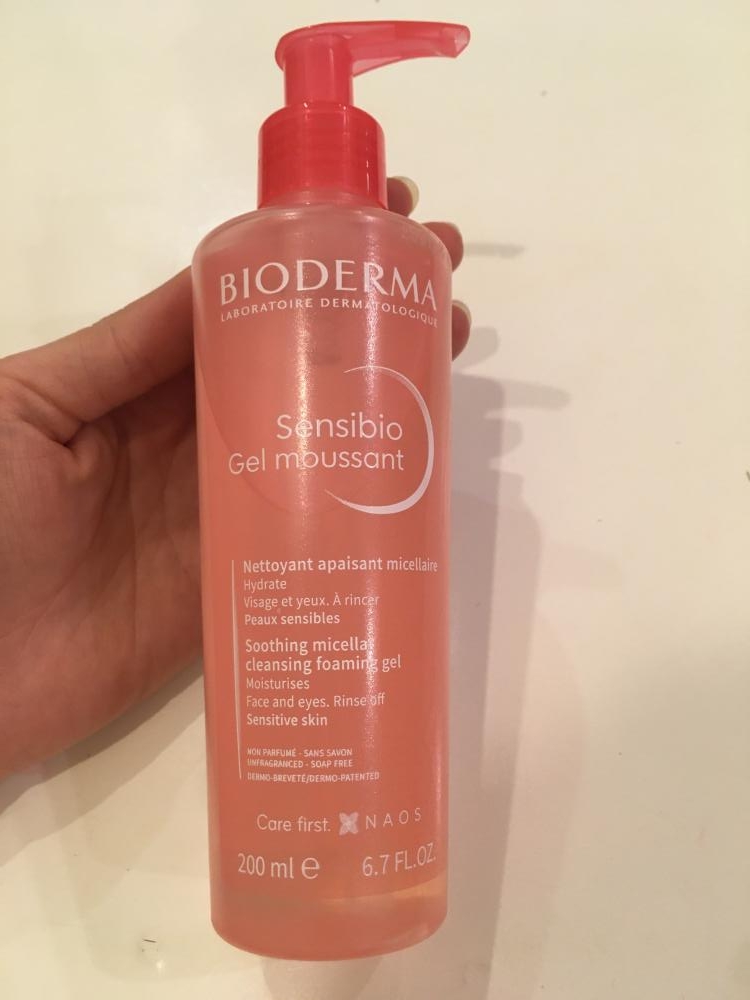 BIODERMA
LABORATOIRE DERMATOLOGIQUE
Sensibio
Gel moussant
Nettoyant apaisant micellaire
Hydrate
Visage et yeux. À rincer
Peaux sensibles
Soothing micella
cleansing foaming gel
Moisturises
Face and eyes. Rinse off
Sensitive skin
NON PARFUMÉ - SANS SAVON
UNFRAGRANCED - SOAP FREE
DERMO-BREVETÉ/DERMO-PATENTED
Care first. NAOS
200 ml ℮ 6.7 FL.OZ.